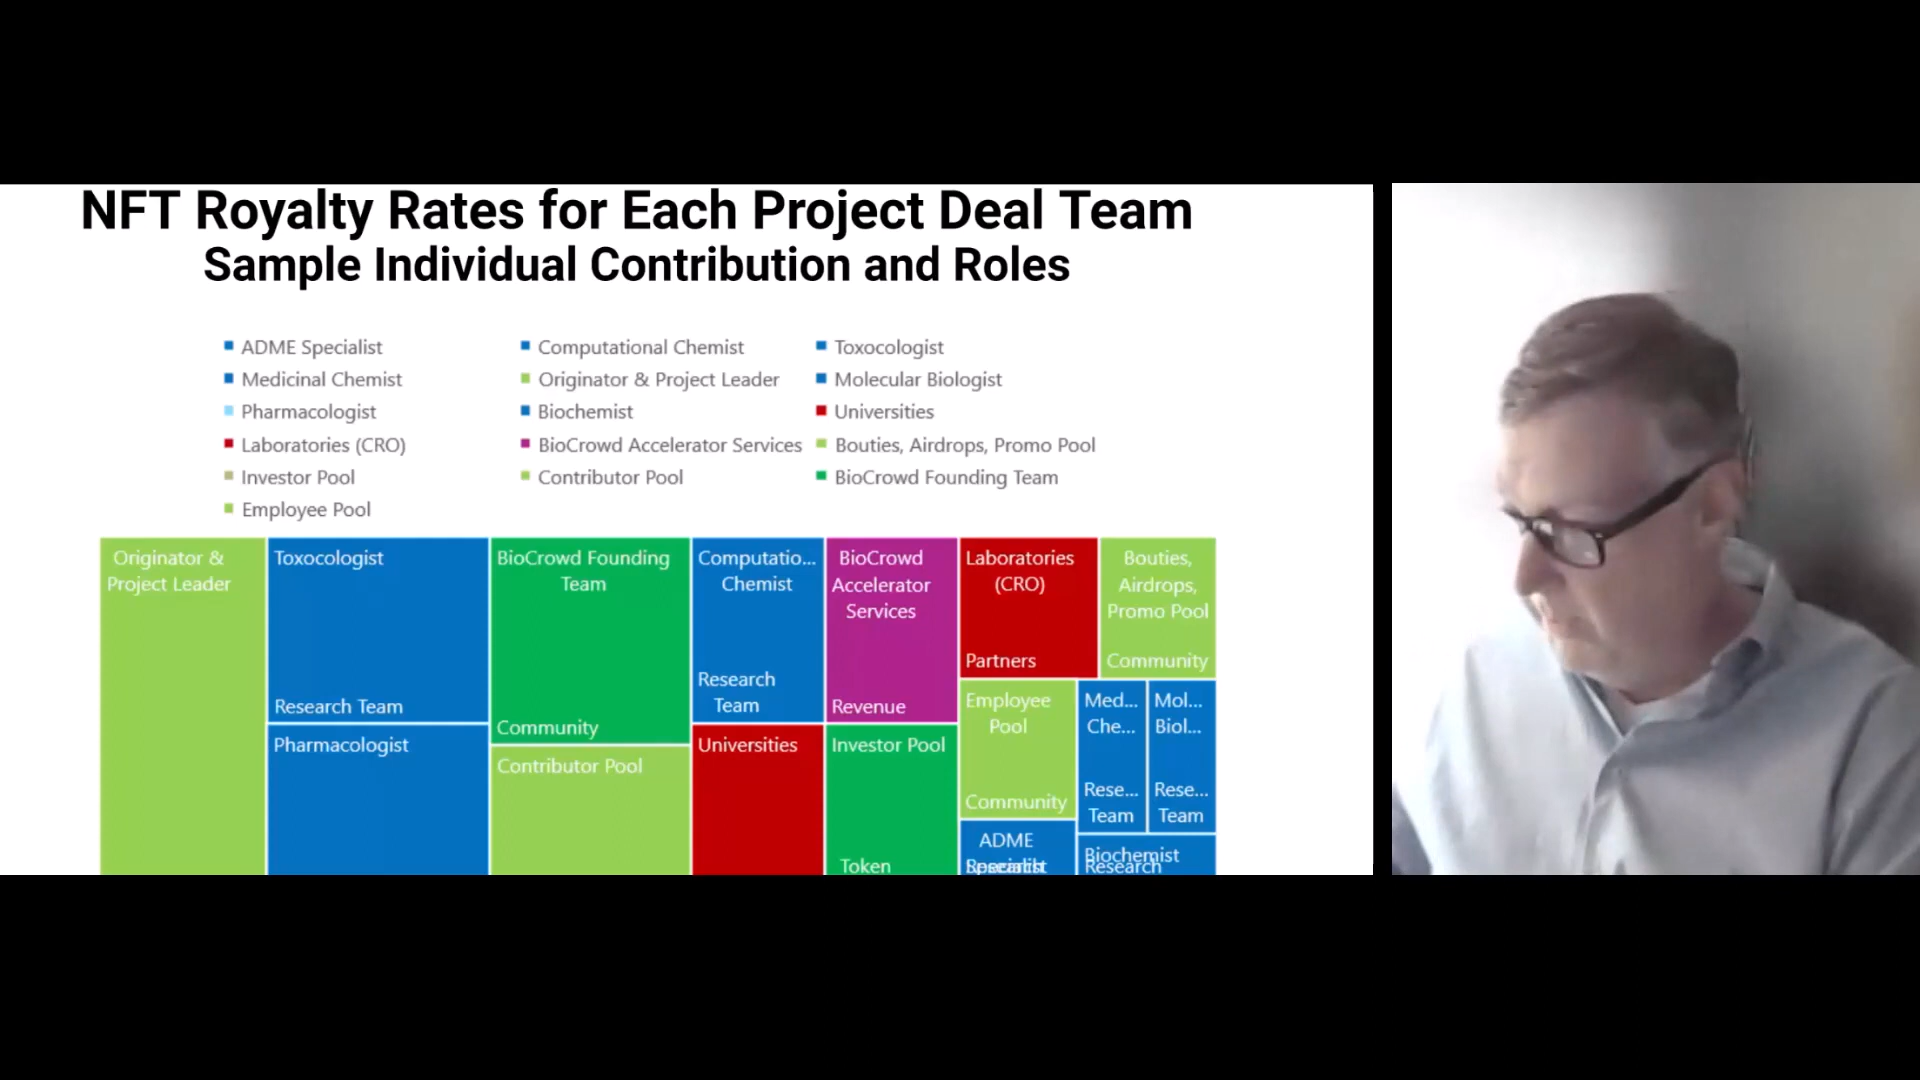 NFT Royalty Rates for Each Project Deal Team
Sample Individual Contribution and Roles
ADME Specialist
Computational Chemist
Toxocologist
Medicinal Chemist
Originator & Project Leader
Molecular Biologist
Pharmacologist
Biochemist
Universities
Laboratories (CRO)
BioCrowd Accelerator Services
Bouties, Airdrops, Promo Pool
Investor Pool
Contributor Pool
BioCrowd Founding Team
Employee Pool
Originator &
Project Leader
Toxocologist
Research Team
Pharmacologist
BioCrowd Founding
Team
Community
Contributor Pool
Computatio...
Chemist
Research
Team
Universities
BioCrowd
Accelerator
Services
Revenue
Investor Pool
Token
Laboratories
(CRO)
Partners
Bouties,
Airdrops,
Promo Pool
Community
Employee
Pool
Community
Med...
Che...
Rese...
Team
Mol...
Biol...
Rese...
Team
ADME
Specialist
Research
Biochemist
Research